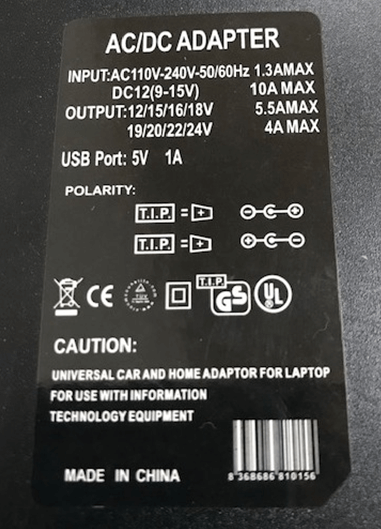 AC/DC ADAPTER
INPUT:AC110V-240V-50/60Hz 1.3AMAX
DC12(9-15V) 10A MAX
OUTPUT:12/15/16/18V 5.5AMAX
19/20/22/24V 4A MAX
USB Port: 5V 1A
POLARITY:
T.I.P. = +
T.I.P. = +
CE T.I.P. GS UL
CAUTION:
UNIVERSAL CAR AND HOME ADAPTOR FOR LAPTOP
FOR USE WITH INFORMATION
TECHNOLOGY EQUIPMENT
MADE IN CHINA
8 368686 810156